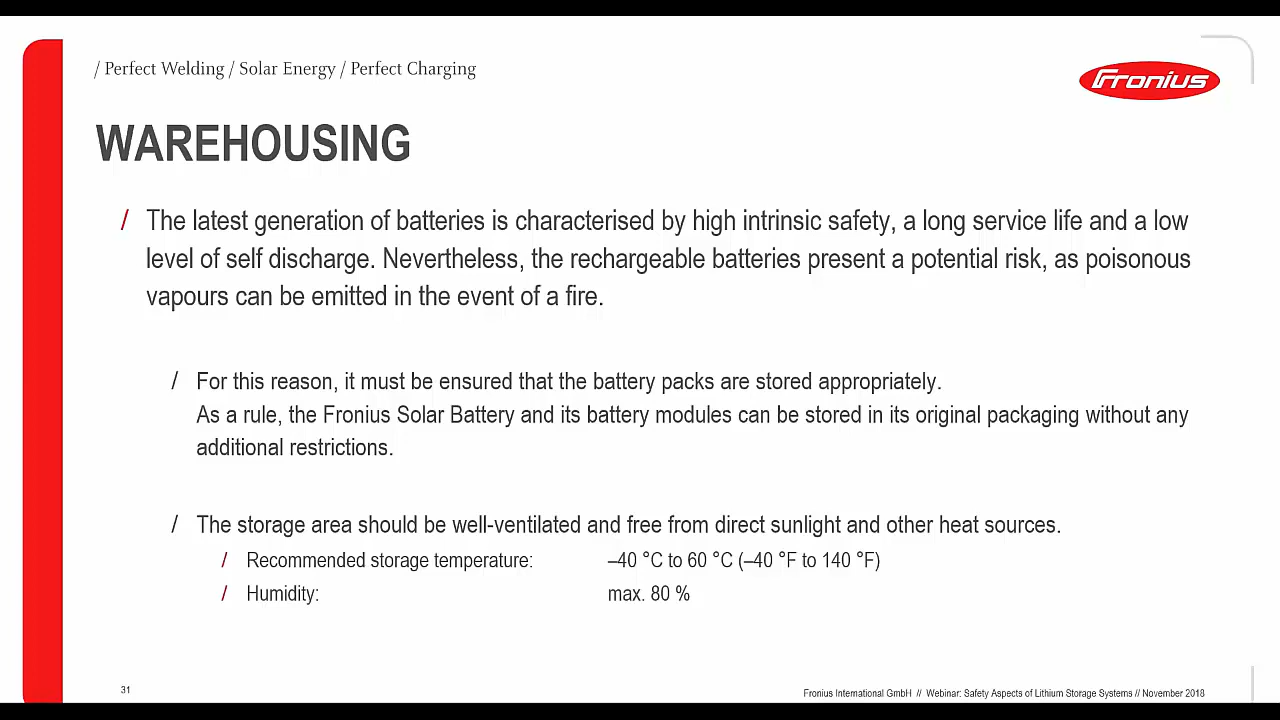 / Perfect Welding / Solar Energy / Perfect Charging
Fronius
WAREHOUSING
/ The latest generation of batteries is characterised by high intrinsic safety, a long service life and a low
level of self discharge. Nevertheless, the rechargeable batteries present a potential risk, as poisonous
vapours can be emitted in the event of a fire.
/ For this reason, it must be ensured that the battery packs are stored appropriately.
As a rule, the Fronius Solar Battery and its battery modules can be stored in its original packaging without any
additional restrictions.
/ The storage area should be well-ventilated and free from direct sunlight and other heat sources.
/ Recommended storage temperature: –40 °C to 60 °C (–40 °F to 140 °F)
/ Humidity: max. 80 %
31
Fronius International GmbH // Webinar: Safety Aspects of Lithium Storage Systems // November 2018